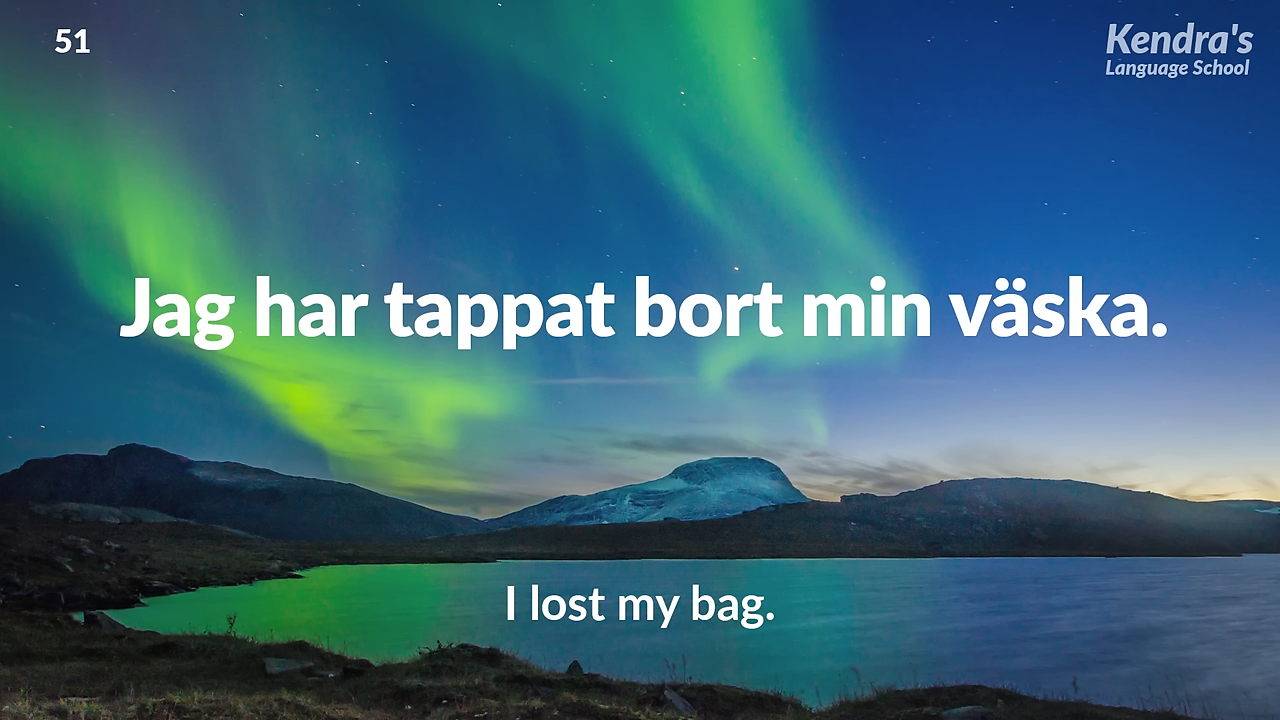 51
Kendra's
Language School
Jag har tappat bort min väska.
I lost my bag.